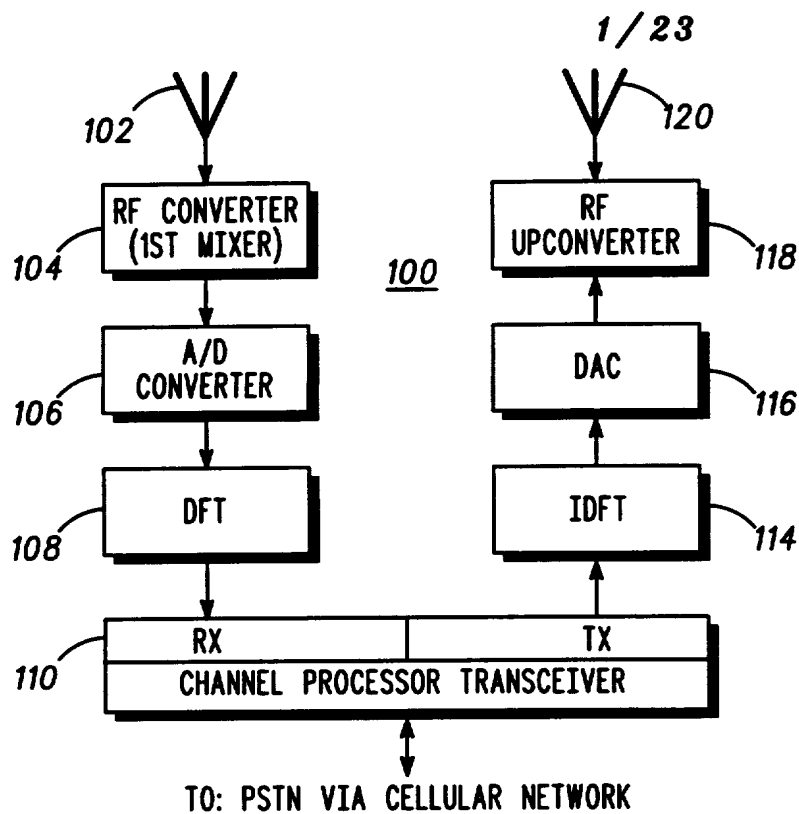 1/23
102
120
RF CONVERTER
(1ST MIXER)
104
100
RF
UPCONVERTER
118
A/D
CONVERTER
106
DAC
116
DFT
108
IDFT
114
RX
TX
110
CHANNEL PROCESSOR TRANSCEIVER
TO: PSTN VIA CELLULAR NETWORK